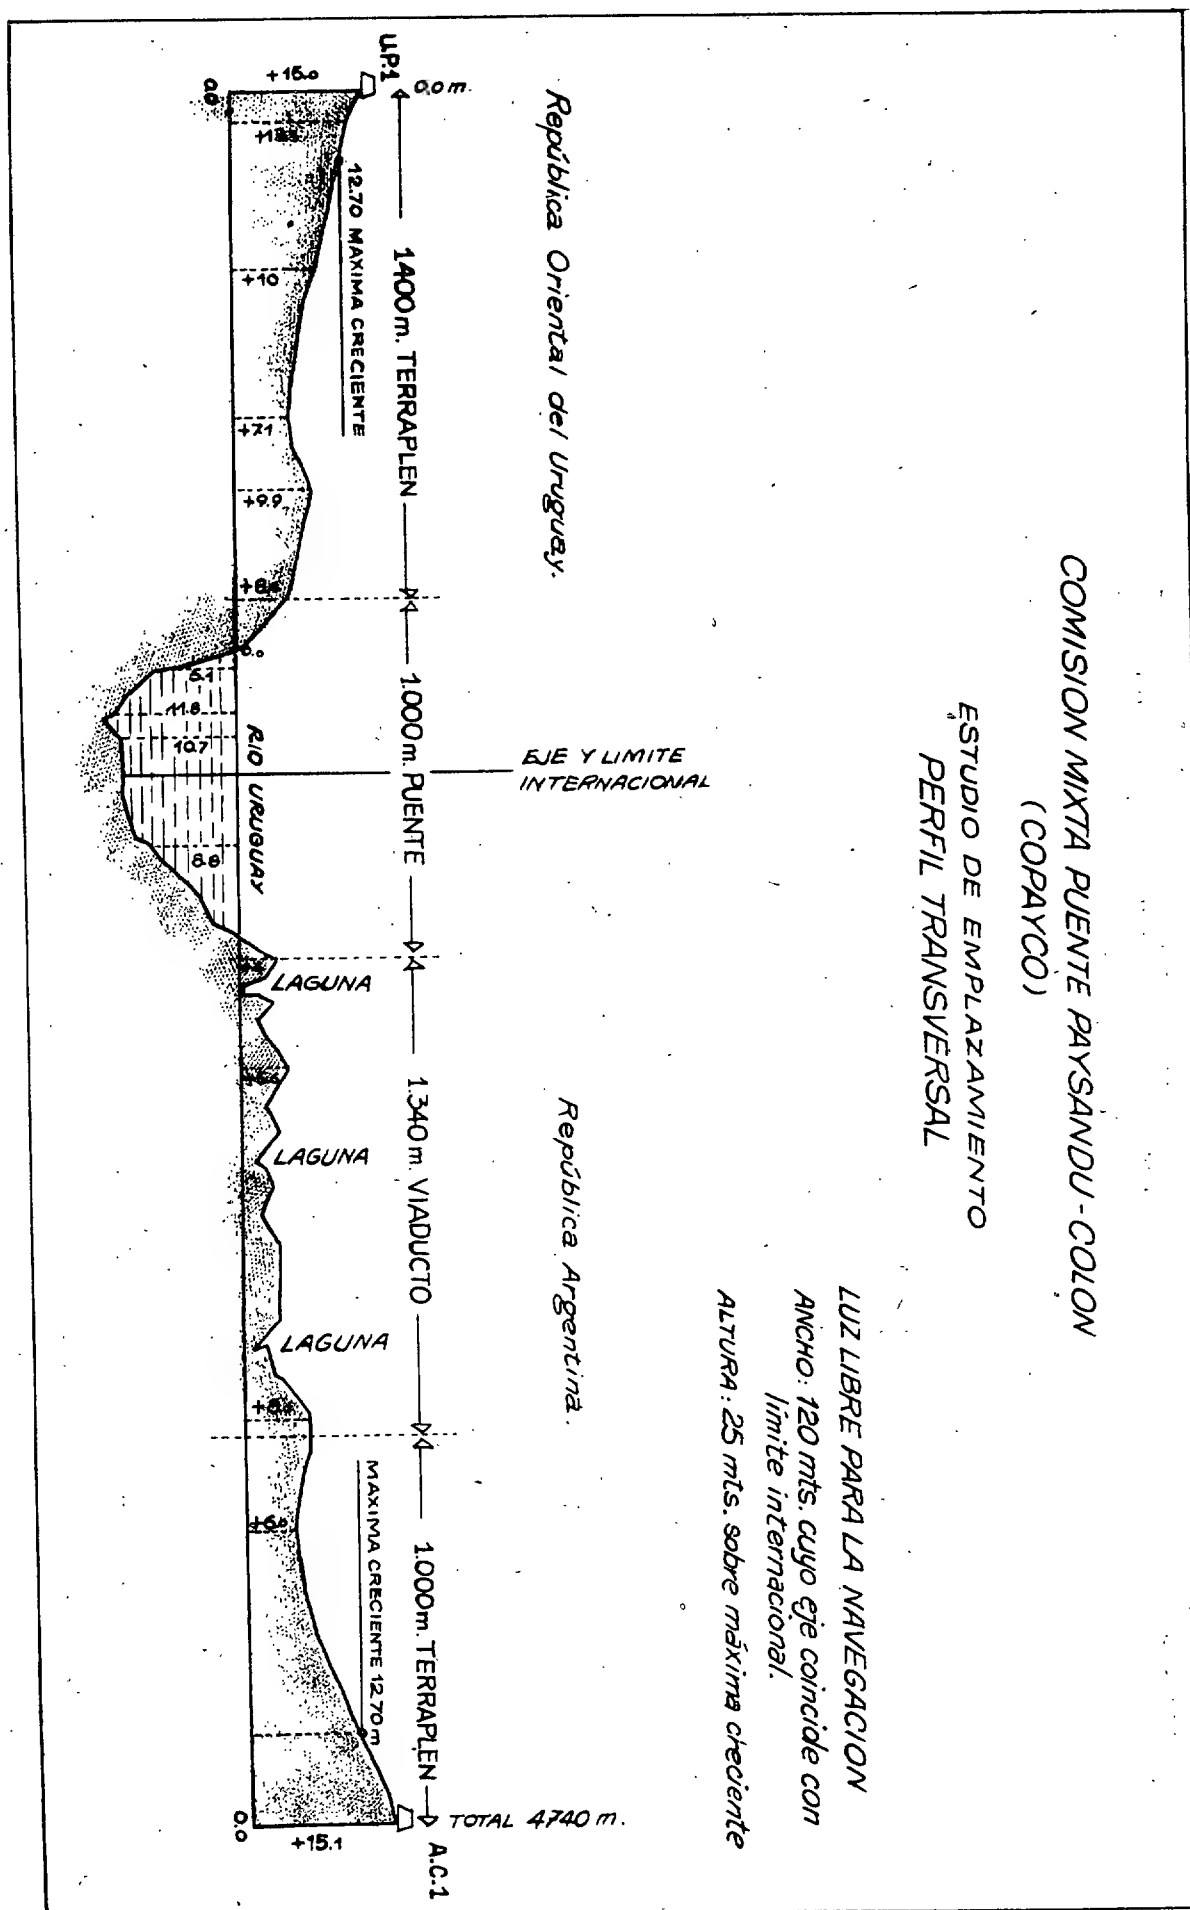 COMISION MIXTA PUENTE PAYSANDU - COLON
(COPAYCO)
ESTUDIO DE EMPLAZAMIENTO
PERFIL TRANSVERSAL
LUZ LIBRE PARA LA NAVEGACION
ANCHO: 120 mts. cuyo eje coincide con
límite internacional.
ALTURA: 25 mts. sobre máxima creciente
República Oriental del Uruguay.
República Argentina.
EJE Y LIMITE
INTERNACIONAL
U.P.1
0.0 m.
1400 m. TERRAPLEN
1.000 m. PUENTE
1.340 m. VIADUCTO
1.000 m. TERRAPLEN
TOTAL 4740 m.
A.C.1
12.70 MAXIMA CRECIENTE
MAXIMA CRECIENTE 12.70 m
RIO URUGUAY
LAGUNA
LAGUNA
LAGUNA
+15.0
0.0
+10
+7.1
+9.9
11.8
10.7
8.8
0.0
+15.1